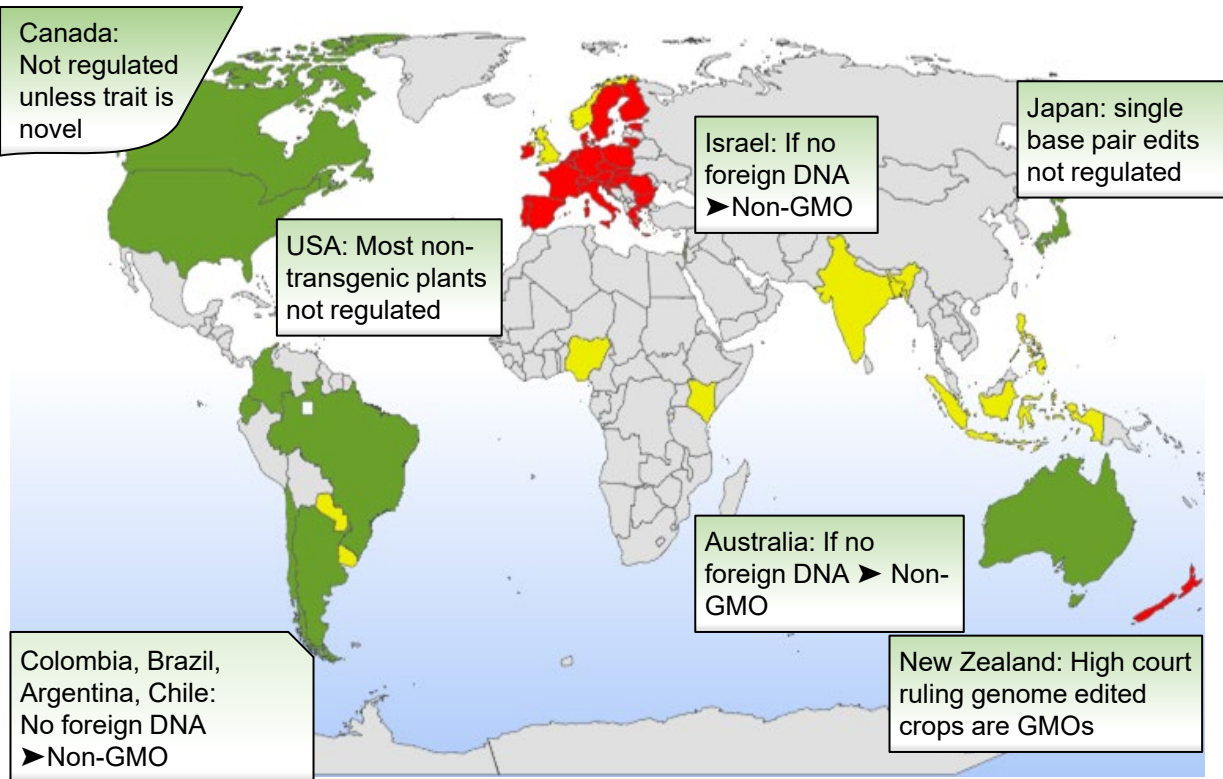 Canada:
Not regulated
unless trait is
novel
Japan: single
base pair edits
not regulated
Israel: If no
foreign DNA
➤Non-GMO
USA: Most non-
transgenic plants
not regulated
Australia: If no
foreign DNA ➤ Non-
GMO
Colombia, Brazil,
Argentina, Chile:
No foreign DNA
➤Non-GMO
New Zealand: High court
ruling genome edited
crops are GMOs